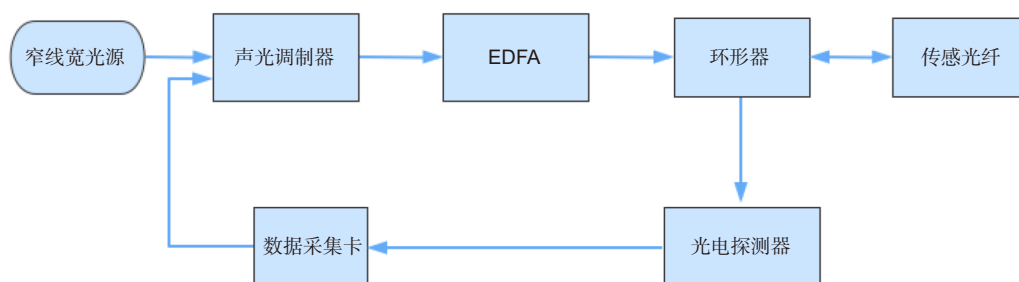 窄线宽光源
声光调制器
EDFA
环形器
传感光纤
数据采集卡
光电探测器